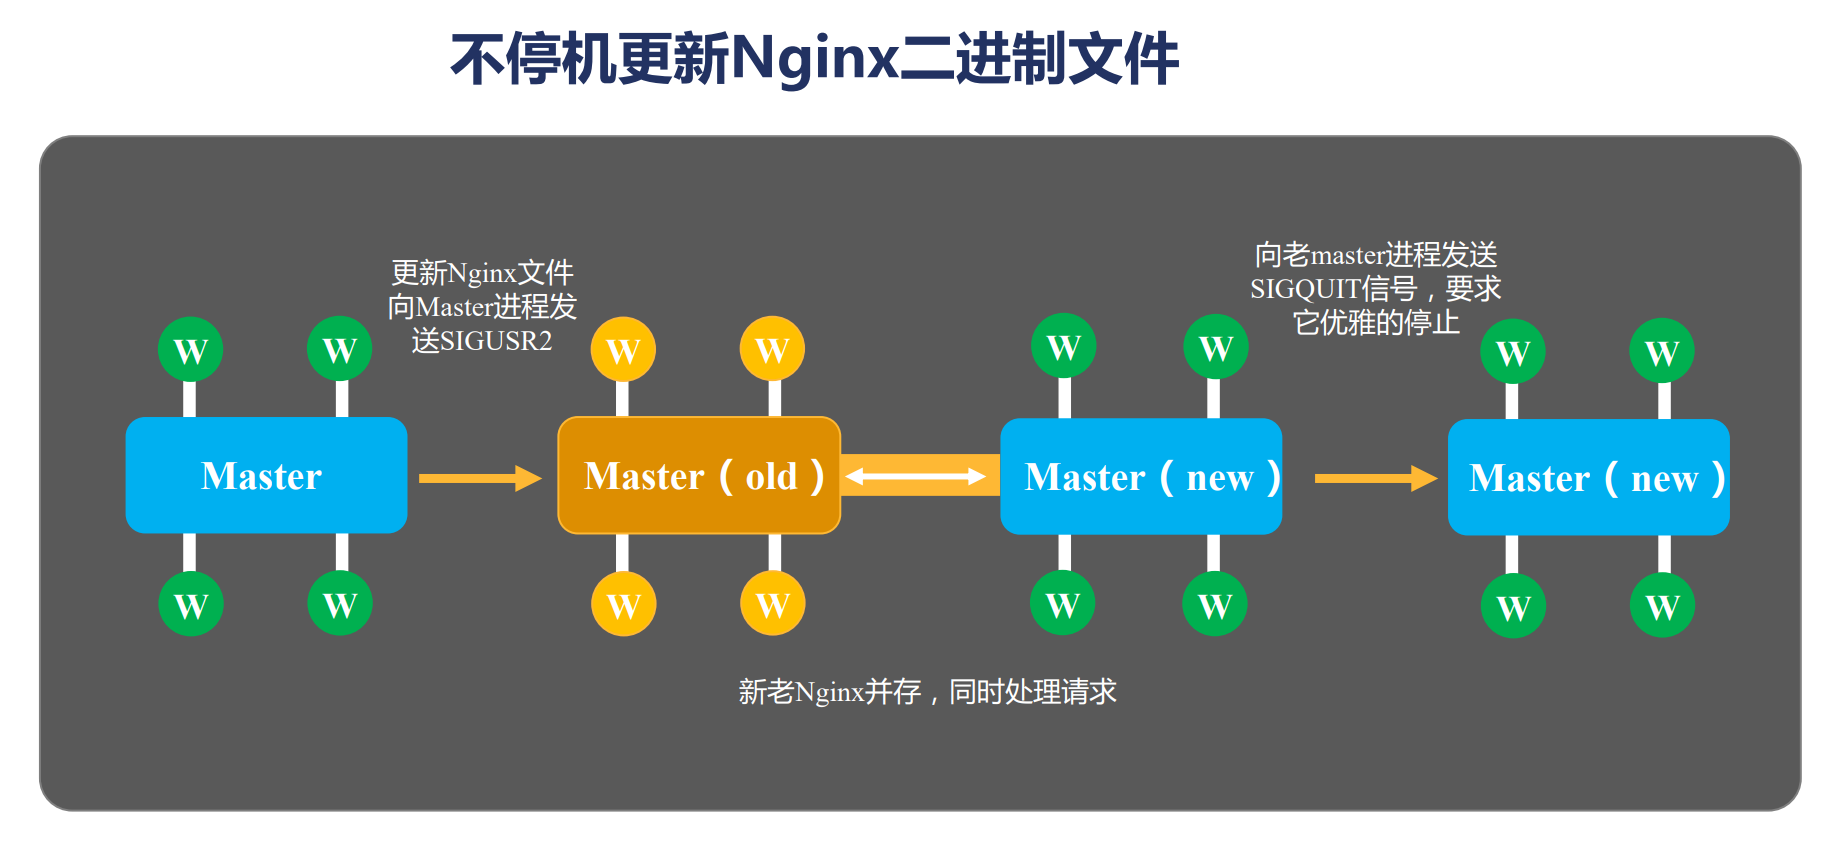 不停机更新Nginx二进制文件
更新Nginx文件
向Master进程发
送SIGUSR2
向老master进程发送
SIGQUIT信号，要求
它优雅的停止
W W W W W W W W
Master Master（old） Master（new） Master（new）
W W W W W W W W
新老Nginx并存，同时处理请求